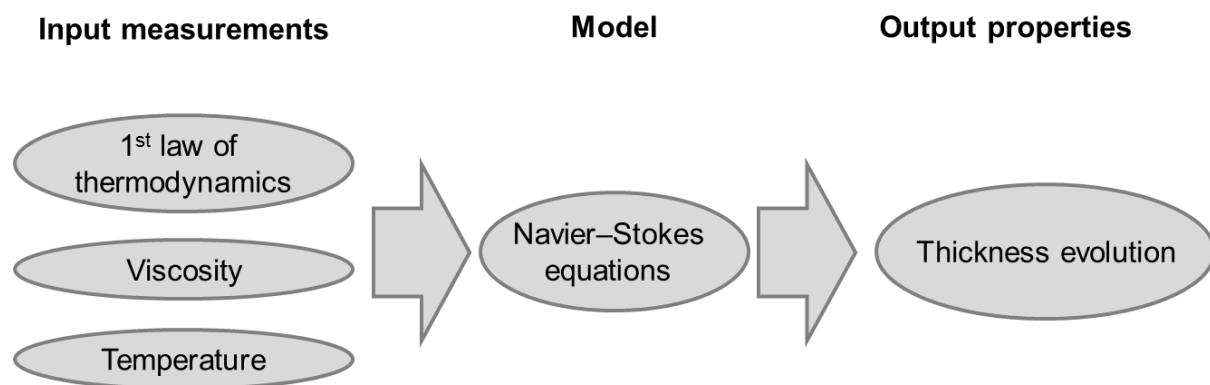 Input measurements
Model
Output properties
1st law of
thermodynamics
Viscosity
Temperature
Navier–Stokes
equations
Thickness evolution